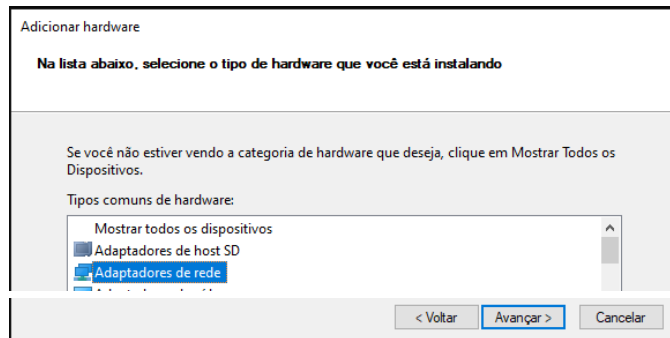 Adicionar hardware
Na lista abaixo, selecione o tipo de hardware que você está instalando
Se você não estiver vendo a categoria de hardware que deseja, clique em Mostrar Todos os
Dispositivos.
Tipos comuns de hardware:
Mostrar todos os dispositivos
Adaptadores de host SD
Adaptadores de rede
< Voltar
Avançar >
Cancelar